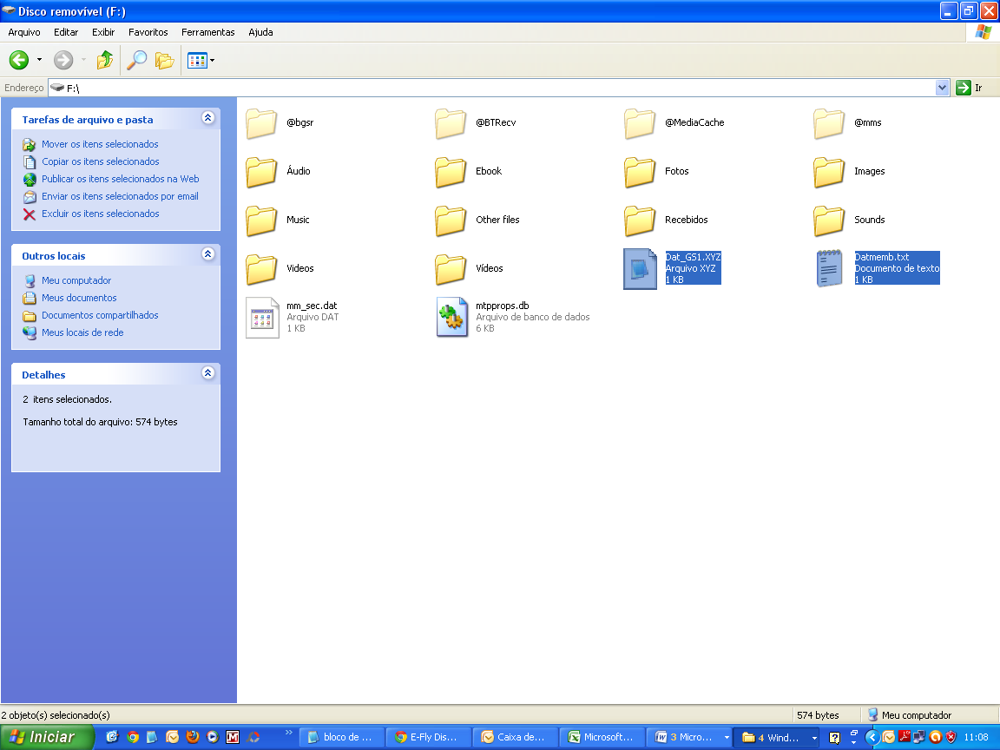 Disco removível (F:)
Arquivo Editar Exibir Favoritos Ferramentas Ajuda
Endereço F:\ Ir
Tarefas de arquivo e pasta
Mover os itens selecionados
Copiar os itens selecionados
Publicar os itens selecionados na Web
Enviar os itens selecionados por email
Excluir os itens selecionados
Outros locais
Meu computador
Meus documentos
Documentos compartilhados
Meus locais de rede
Detalhes
2 itens selecionados.
Tamanho total do arquivo: 574 bytes
@bgsr @BTRecv @MediaCache @mms
Áudio Ebook Fotos Images
Music Other files Recebidos Sounds
Videos Vídeos
Dat_GS1.XYZ
Arquivo XYZ
1 KB
Datmemb.txt
Documento de texto
1 KB
mm_sec.dat
Arquivo DAT
1 KB
mtpprops.db
Arquivo de banco de dados
6 KB
2 objeto(s) selecionado(s) 574 bytes Meu computador
Iniciar bloco de ... E-Fly Dis... Caixa de... Microsoft... 3 Micro... 4 Wind... 11:08